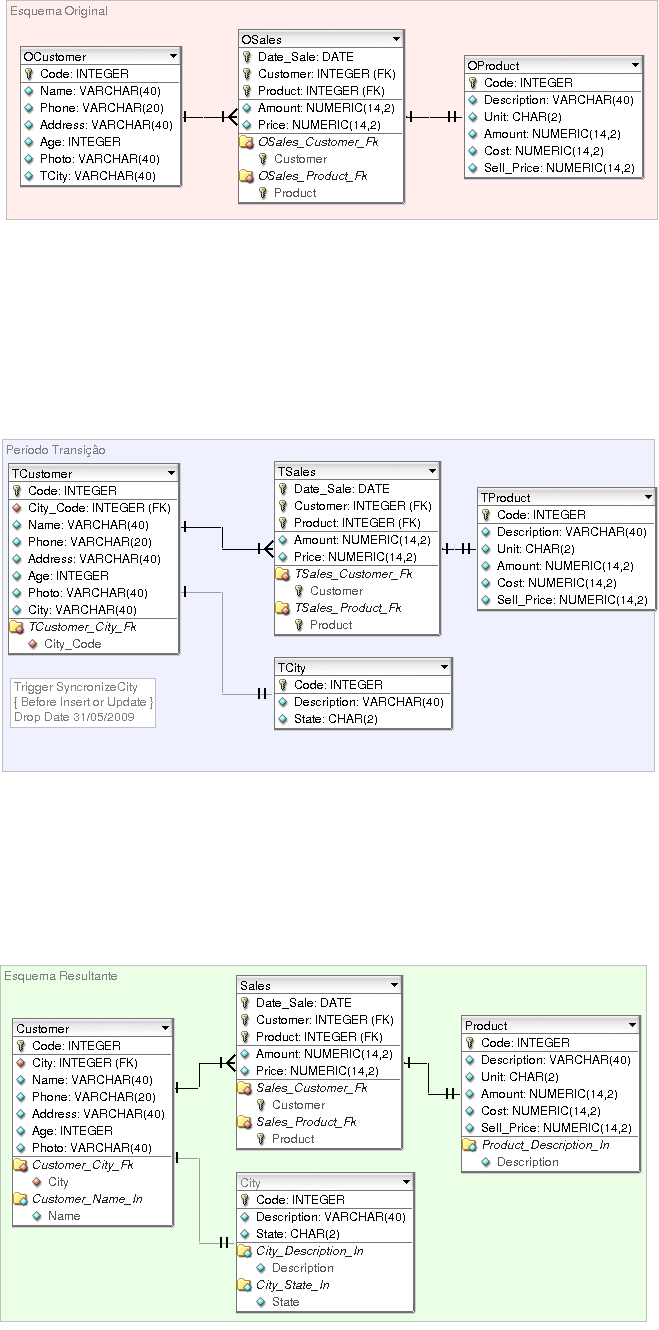 Esquema Original
OCustomer
Code: INTEGER
Name: VARCHAR(40)
Phone: VARCHAR(20)
Address: VARCHAR(40)
Age: INTEGER
Photo: VARCHAR(40)
TCity: VARCHAR(40)
OSales
Date_Sale: DATE
Customer: INTEGER (FK)
Product: INTEGER (FK)
Amount: NUMERIC(14,2)
Price: NUMERIC(14,2)
OSales_Customer_Fk
Customer
OSales_Product_Fk
Product
OProduct
Code: INTEGER
Description: VARCHAR(40)
Unit: CHAR(2)
Amount: NUMERIC(14,2)
Cost: NUMERIC(14,2)
Sell_Price: NUMERIC(14,2)
Período Transição
TCustomer
Code: INTEGER
City_Code: INTEGER (FK)
Name: VARCHAR(40)
Phone: VARCHAR(20)
Address: VARCHAR(40)
Age: INTEGER
Photo: VARCHAR(40)
City: VARCHAR(40)
TCustomer_City_Fk
City_Code
TSales
Date_Sale: DATE
Customer: INTEGER (FK)
Product: INTEGER (FK)
Amount: NUMERIC(14,2)
Price: NUMERIC(14,2)
TSales_Customer_Fk
Customer
TSales_Product_Fk
Product
TProduct
Code: INTEGER
Description: VARCHAR(40)
Unit: CHAR(2)
Amount: NUMERIC(14,2)
Cost: NUMERIC(14,2)
Sell_Price: NUMERIC(14,2)
TCity
Code: INTEGER
Description: VARCHAR(40)
State: CHAR(2)
Trigger SyncronizeCity
{ Before Insert or Update }
Drop Date 31/05/2009
Esquema Resultante
Customer
Code: INTEGER
City: INTEGER (FK)
Name: VARCHAR(40)
Phone: VARCHAR(20)
Address: VARCHAR(40)
Age: INTEGER
Photo: VARCHAR(40)
Customer_City_Fk
City
Customer_Name_In
Name
Sales
Date_Sale: DATE
Customer: INTEGER (FK)
Product: INTEGER (FK)
Amount: NUMERIC(14,2)
Price: NUMERIC(14,2)
Sales_Customer_Fk
Customer
Sales_Product_Fk
Product
Product
Code: INTEGER
Description: VARCHAR(40)
Unit: CHAR(2)
Amount: NUMERIC(14,2)
Cost: NUMERIC(14,2)
Sell_Price: NUMERIC(14,2)
Product_Description_In
Description
City
Code: INTEGER
Description: VARCHAR(40)
State: CHAR(2)
City_Description_In
Description
City_State_In
State